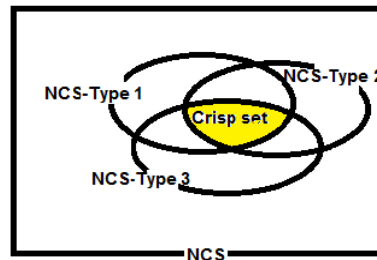 NCS-Type 2
NCS-Type 1
Crisp set
NCS-Type 3
NCS